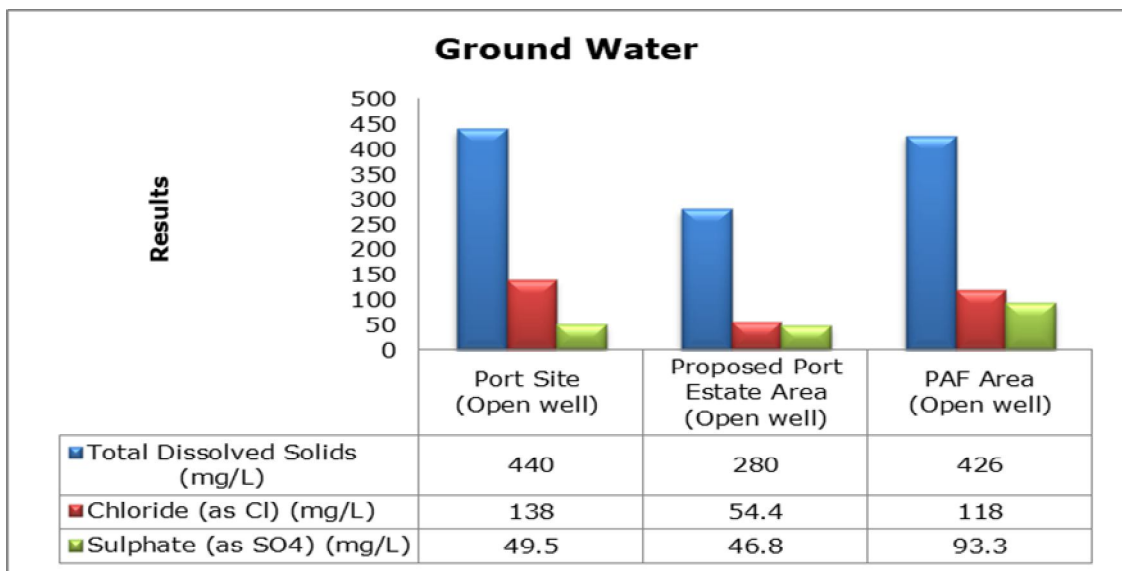 Ground Water
Results
500
450
400
350
300
250
200
150
100
50
0
Port Site
(Open well)
Proposed Port
Estate Area
(Open well)
PAF Area
(Open well)
Total Dissolved Solids
(mg/L)
440
280
426
Chloride (as Cl) (mg/L)
138
54.4
118
Sulphate (as SO4) (mg/L)
49.5
46.8
93.3